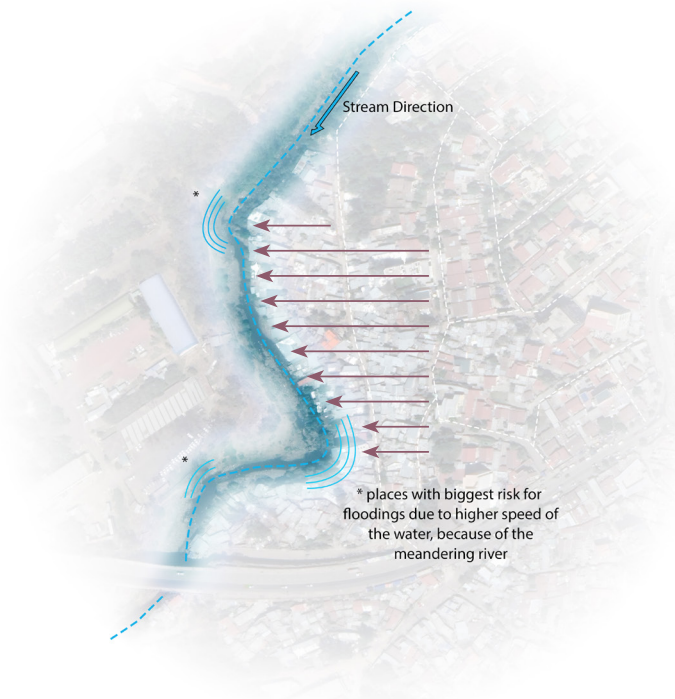 Stream Direction
*
*
* places with biggest risk for
floodings due to higher speed of
the water, because of the
meandering river